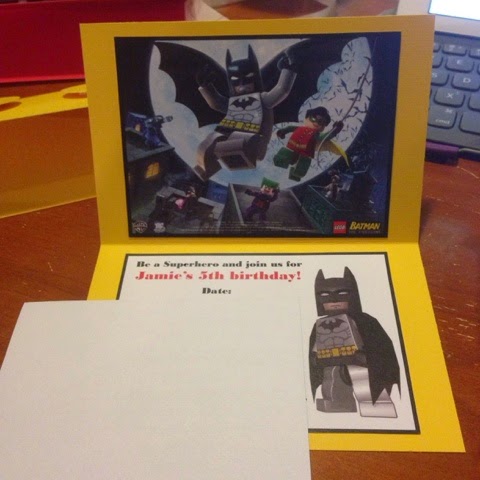 LEGO BATMAN
Be a Superhero and join us for
Jamie's 5th birthday!
Date: